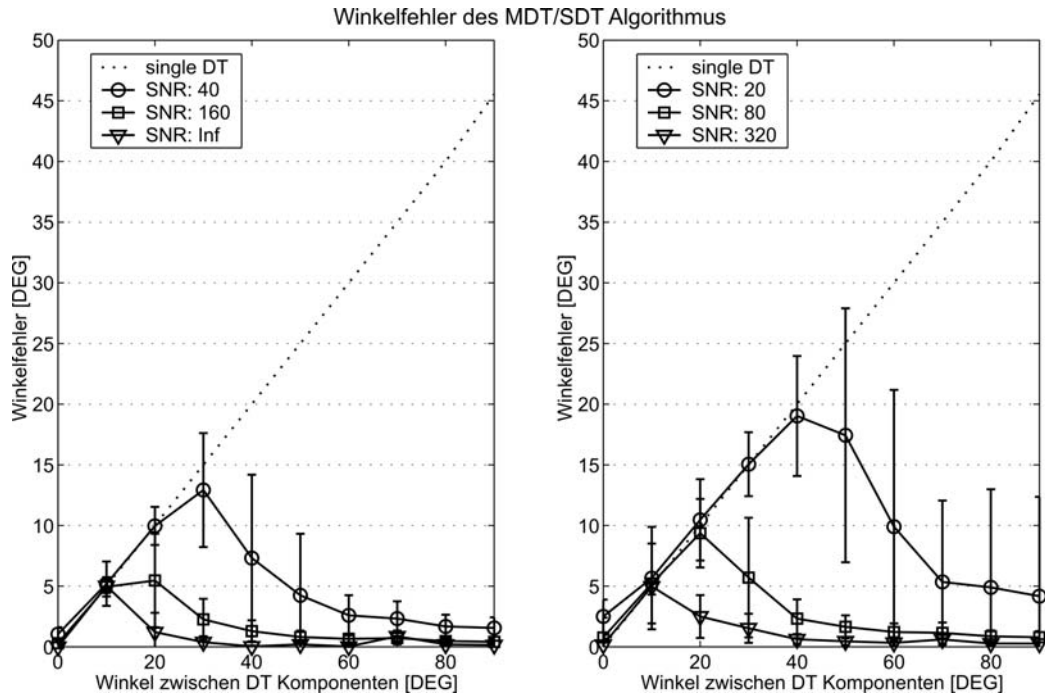 Winkelfehler des MDT/SDT Algorithmus
Winkelfehler [DEG]
50
45
40
35
30
25
20
15
10
5
0
20
40
60
80
Winkel zwischen DT Komponenten [DEG]
single DT
SNR: 40
SNR: 160
SNR: Inf
Winkelfehler [DEG]
50
45
40
35
30
25
20
15
10
5
0
20
40
60
80
Winkel zwischen DT Komponenten [DEG]
single DT
SNR: 20
SNR: 80
SNR: 320